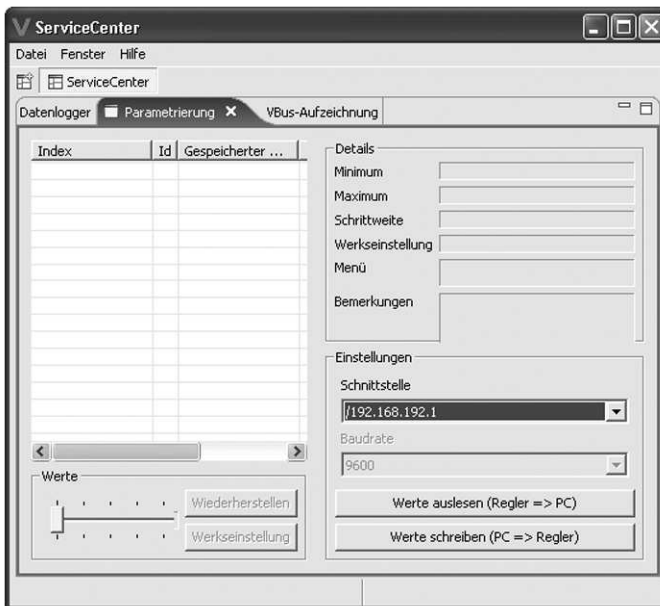 ServiceCenter
Datei Fenster Hilfe
ServiceCenter
Datenlogger Parametrierung VBus-Aufzeichnung
Index Id Gespeicherter ...
Details
Minimum
Maximum
Schrittweite
Werkseinstellung
Menü
Bemerkungen
Einstellungen
Schnittstelle
/192.168.192.1
Baudrate
9600
Werte auslesen (Regler => PC)
Werte schreiben (PC => Regler)
Werte
Wiederherstellen
Werkseinstellung